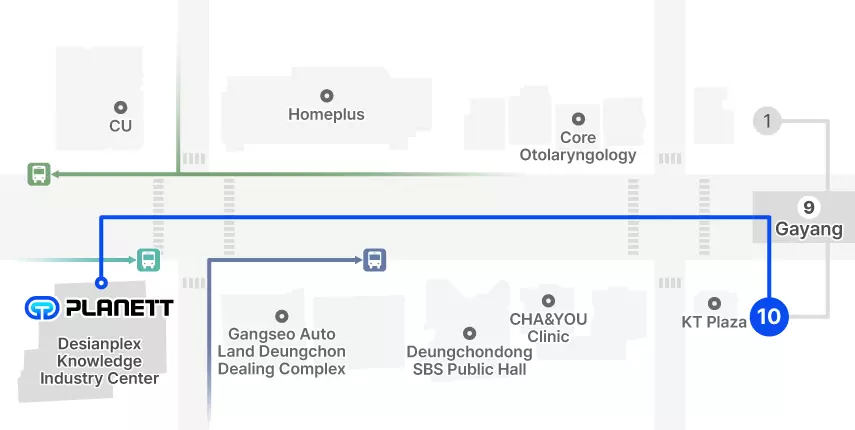 CU
Homeplus
Core
Otolaryngology
1
9
Gayang
PLANETT
Desianplex
Knowledge
Industry Center
Gangseo Auto
Land Deungchon
Dealing Complex
Deungchondong
SBS Public Hall
CHA&YOU
Clinic
KT Plaza
10